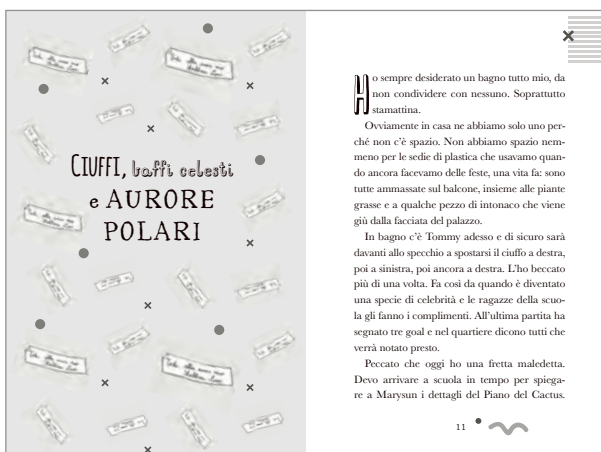 CIUFFI, baffi celesti
e AURORE
POLARI
Ho sempre desiderato un bagno tutto mio, da
non condividere con nessuno. Soprattutto
stamattina.
Ovviamente in casa ne abbiamo solo uno per-
ché non c'è spazio. Non abbiamo spazio nem-
meno per le sedie di plastica che usavamo quan-
do ancora facevamo delle feste, una vita fa: sono
tutte ammassate sul balcone, insieme alle piante
grasse e a qualche pezzo di intonaco che viene
giù dalla facciata del palazzo.
In bagno c'è Tommy adesso e di sicuro sarà
davanti allo specchio a spostarsi il ciuffo a destra,
poi a sinistra, poi ancora a destra. L'ho beccato
più di una volta. Fa così da quando è diventato
una specie di celebrità e le ragazze della scuo-
la gli fanno i complimenti. All'ultima partita ha
segnato tre goal e nel quartiere dicono tutti che
verrà notato presto.
Peccato che oggi ho una fretta maledetta.
Devo arrivare a scuola in tempo per spiega-
re a Marysun i dettagli del Piano del Cactus.
11